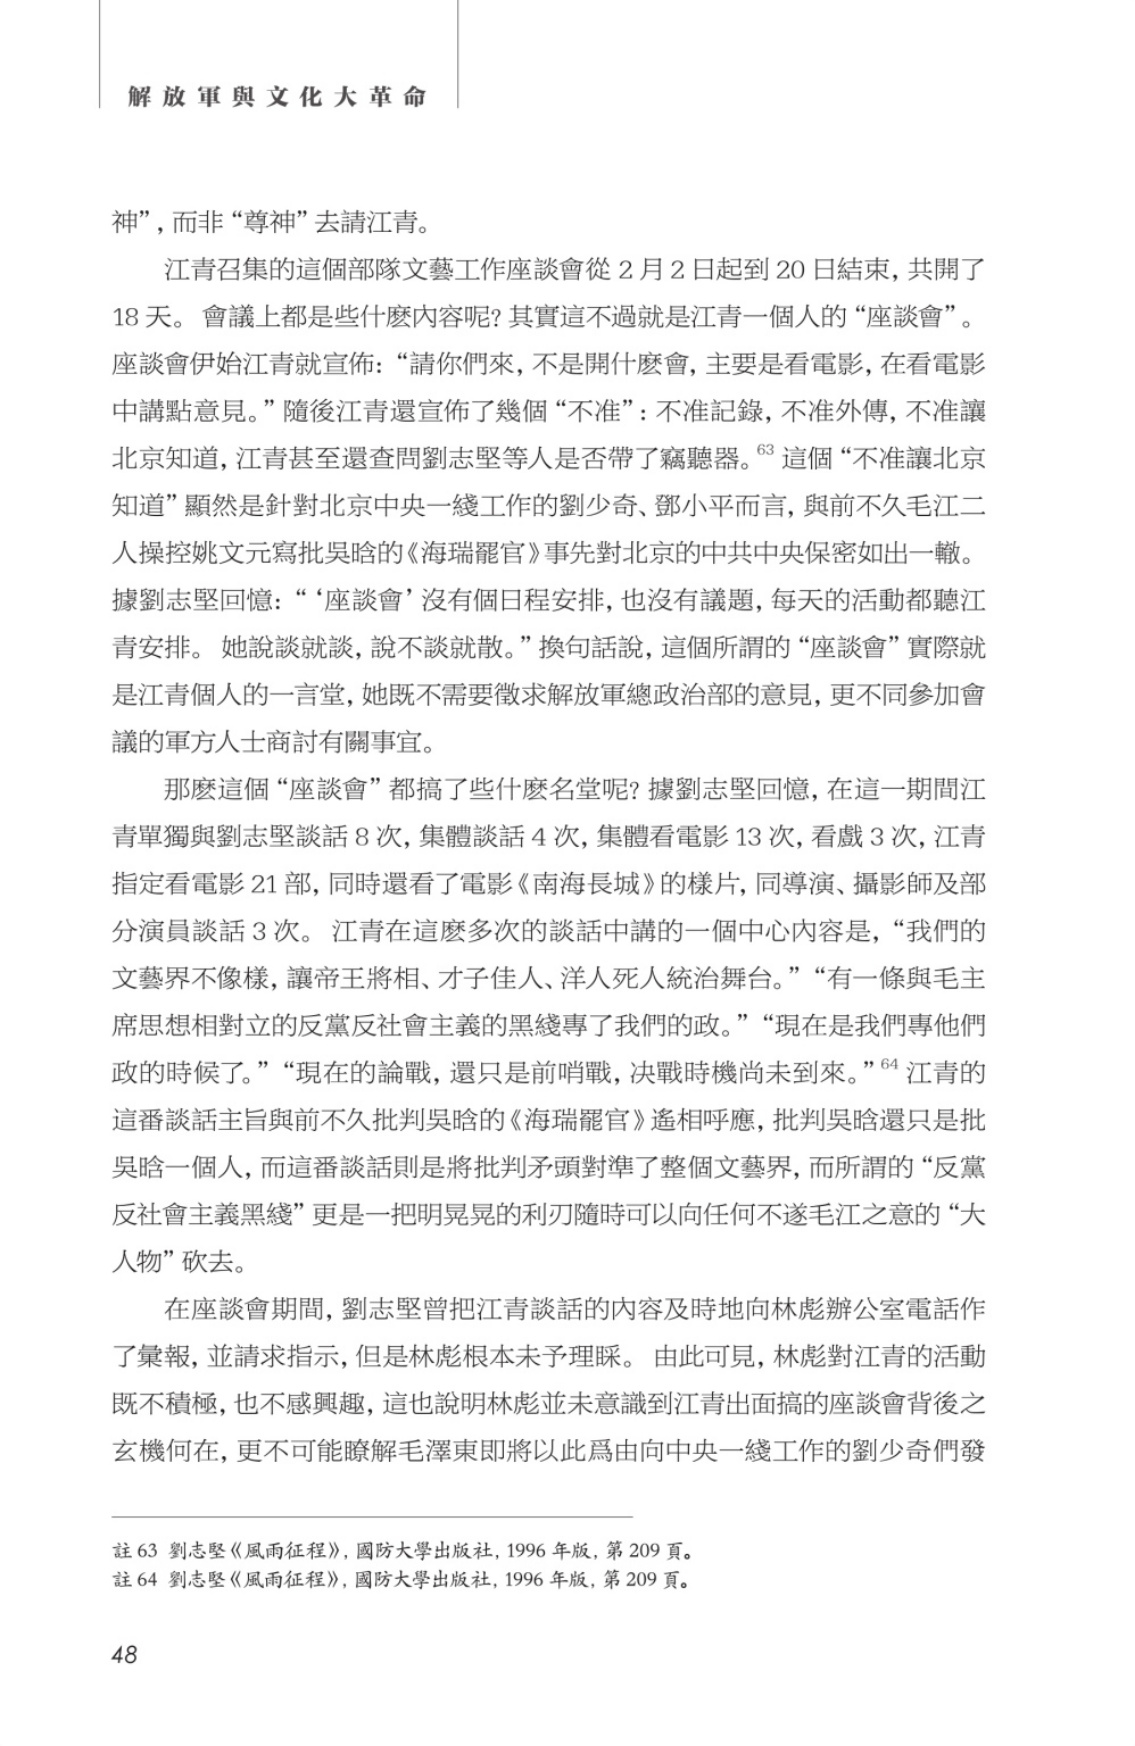 解放軍與文化大革命
神”，而非“尊神”去請江青。
江青召集的這個部隊文藝工作座談會從 2 月 2 日起到 20 日結束，共開了
18 天。 會議上都是些什麽內容呢？其實這不過就是江青一個人的“座談會”。
座談會伊始江青就宣佈：“請你們來，不是開什麽會，主要是看電影，在看電影
中講點意見。”隨後江青還宣佈了幾個“不准”：不准記錄，不准外傳，不准讓
北京知道，江青甚至還查問劉志堅等人是否帶了竊聽器。63 這個“不准讓北京
知道”顯然是針對北京中央一綫工作的劉少奇、鄧小平而言，與前不久毛江二
人操控姚文元寫批吳晗的《海瑞罷官》事先對北京的中共中央保密如出一轍。
據劉志堅回憶：“‘座談會’沒有個日程安排，也沒有議題，每天的活動都聽江
青安排。 她說談就談，說不談就散。”換句話說，這個所謂的“座談會”實際就
是江青個人的一言堂，她既不需要徵求解放軍總政治部的意見，更不同參加會
議的軍方人士商討有關事宜。
那麽這個“座談會”都搞了些什麽名堂呢？據劉志堅回憶，在這一期間江
青單獨與劉志堅談話 8 次，集體談話 4 次，集體看電影 13 次，看戲 3 次，江青
指定看電影 21 部，同時還看了電影《南海長城》的樣片，同導演、攝影師及部
分演員談話 3 次。 江青在這麽多次的談話中講的一個中心內容是，“我們的
文藝界不像樣，讓帝王將相、才子佳人、洋人死人統治舞台。”“有一條與毛主
席思想相對立的反黨反社會主義的黑綫專了我們的政。”“現在是我們專他們
政的時候了。”“現在的論戰，還只是前哨戰，決戰時機尚未到來。”64 江青的
這番談話主旨與前不久批判吳晗的《海瑞罷官》遙相呼應，批判吳晗還只是批
吳晗一個人，而這番談話則是將批判矛頭對準了整個文藝界，而所謂的“反黨
反社會主義黑綫”更是一把明晃晃的利刃隨時可以向任何不遂毛江之意的“大
人物”砍去。
在座談會期間，劉志堅曾把江青談話的內容及時地向林彪辦公室電話作
了彙報，並請求指示，但是林彪根本未予理睬。 由此可見，林彪對江青的活動
既不積極，也不感興趣，這也說明林彪並未意識到江青出面搞的座談會背後之
玄機何在，更不可能瞭解毛澤東即將以此爲由向中央一綫工作的劉少奇們發
註 63 劉志堅《風雨征程》，國防大學出版社，1996 年版，第 209 頁。
註 64 劉志堅《風雨征程》，國防大學出版社，1996 年版，第 209 頁。
48